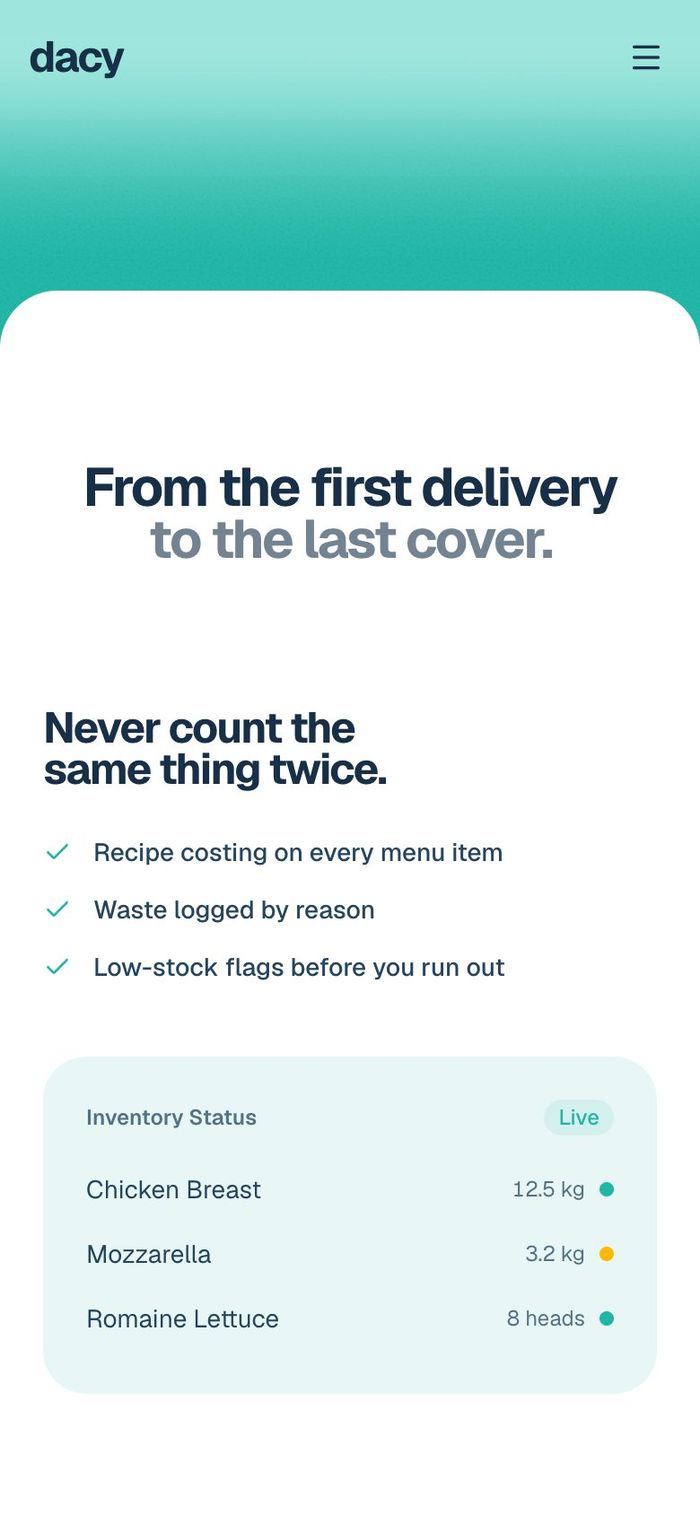 dacy
From the first delivery
to the last cover.
Never count the
same thing twice.
Recipe costing on every menu item
Waste logged by reason
Low-stock flags before you run out
Inventory Status Live
Chicken Breast 12.5 kg
Mozzarella 3.2 kg
Romaine Lettuce 8 heads